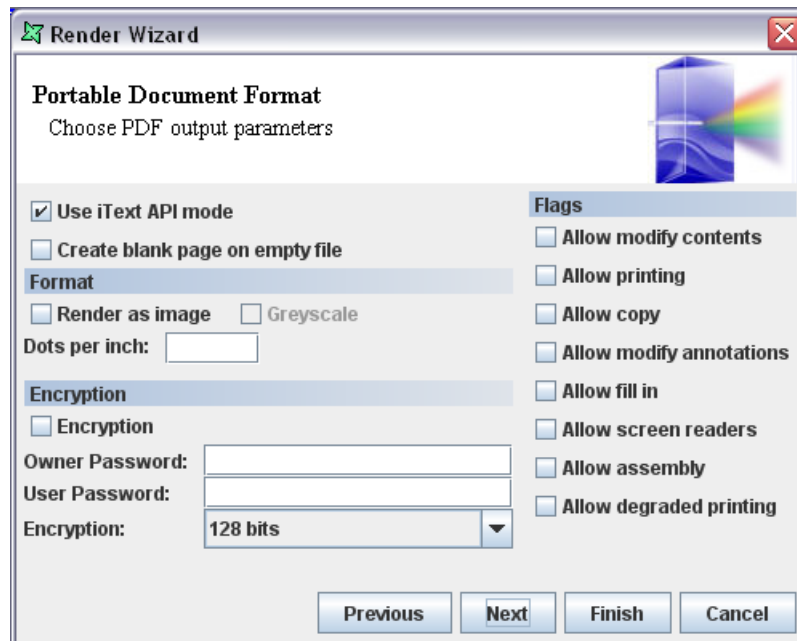 Render Wizard
Portable Document Format
Choose PDF output parameters
Use iText API mode
Create blank page on empty file
Format
Render as image
Greyscale
Dots per inch:
Encryption
Encryption
Owner Password:
User Password:
Encryption: 128 bits
Flags
Allow modify contents
Allow printing
Allow copy
Allow modify annotations
Allow fill in
Allow screen readers
Allow assembly
Allow degraded printing
Previous Next Finish Cancel